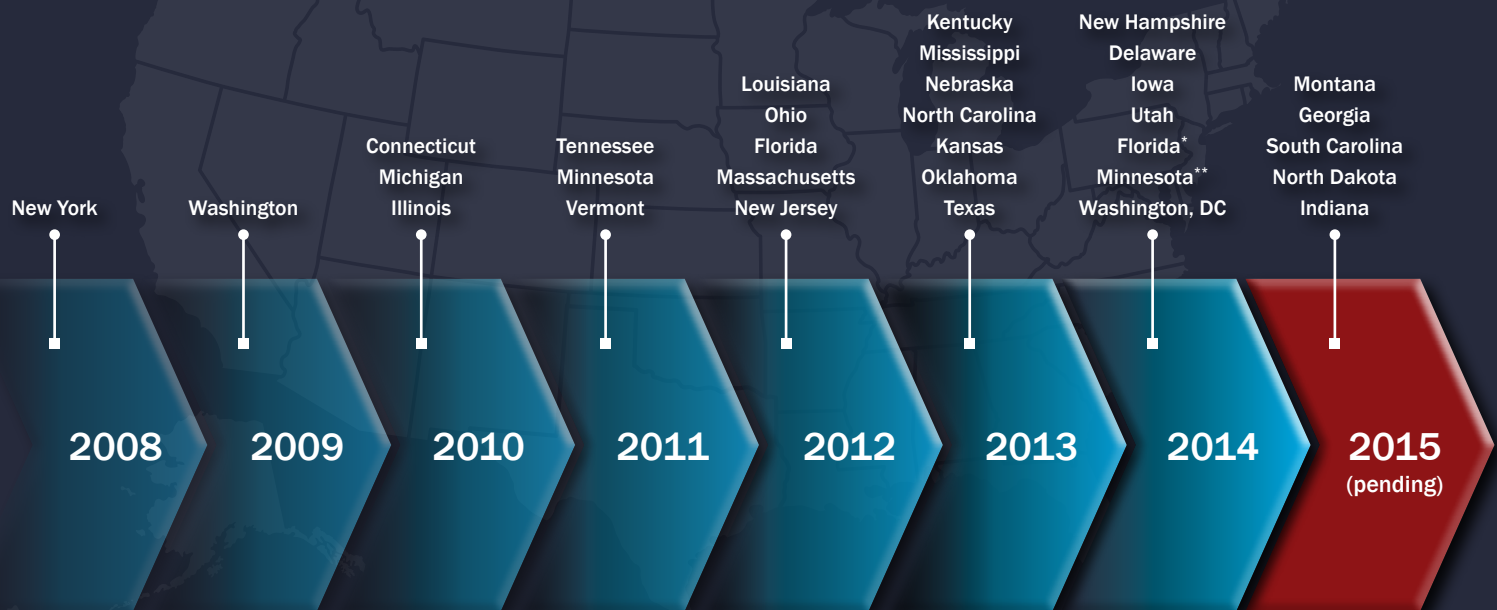 New York
2008
Washington
2009
Connecticut
Michigan
Illinois
2010
Tennessee
Minnesota
Vermont
2011
Louisiana
Ohio
Florida
Massachusetts
New Jersey
2012
Kentucky
Mississippi
Nebraska
North Carolina
Kansas
Oklahoma
Texas
2013
New Hampshire
Delaware
Iowa
Utah
Florida*
Minnesota**
Washington, DC
2014
Montana
Georgia
South Carolina
North Dakota
Indiana
2015
(pending)